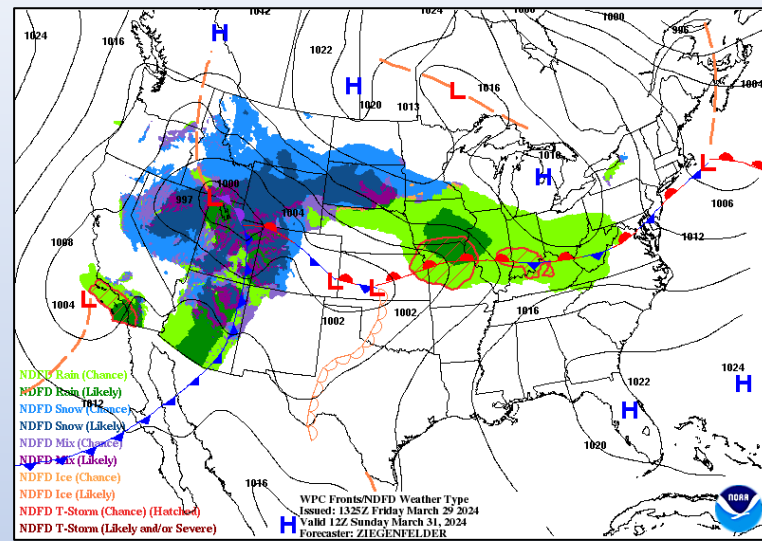 1012
1024
1016
H
1022
H
1020
1013
1024
L
1016
1000
996
1004
1018
H
L
1006
1012
1000
997
L
1004
1008
1004
L
L
L
1002
1002
1016
1024
H
1022
H
1020
1012
1016
H
NDFD Rain (Chance)
NDFD Rain (Likely)
NDFD Snow (Chance)
NDFD Snow (Likely)
NDFD Mix (Chance)
NDFD Mix (Likely)
NDFD Ice (Chance)
NDFD Ice (Likely)
NDFD T-Storm (Chance) (Hatched)
NDFD T-Storm (Likely and/or Severe)
WPC Fronts/NDFD Weather Type
Issued: 1325Z Friday March 29 2024
Valid 12Z Sunday March 31, 2024
Forecaster: ZIEGENFELDER
NOAA